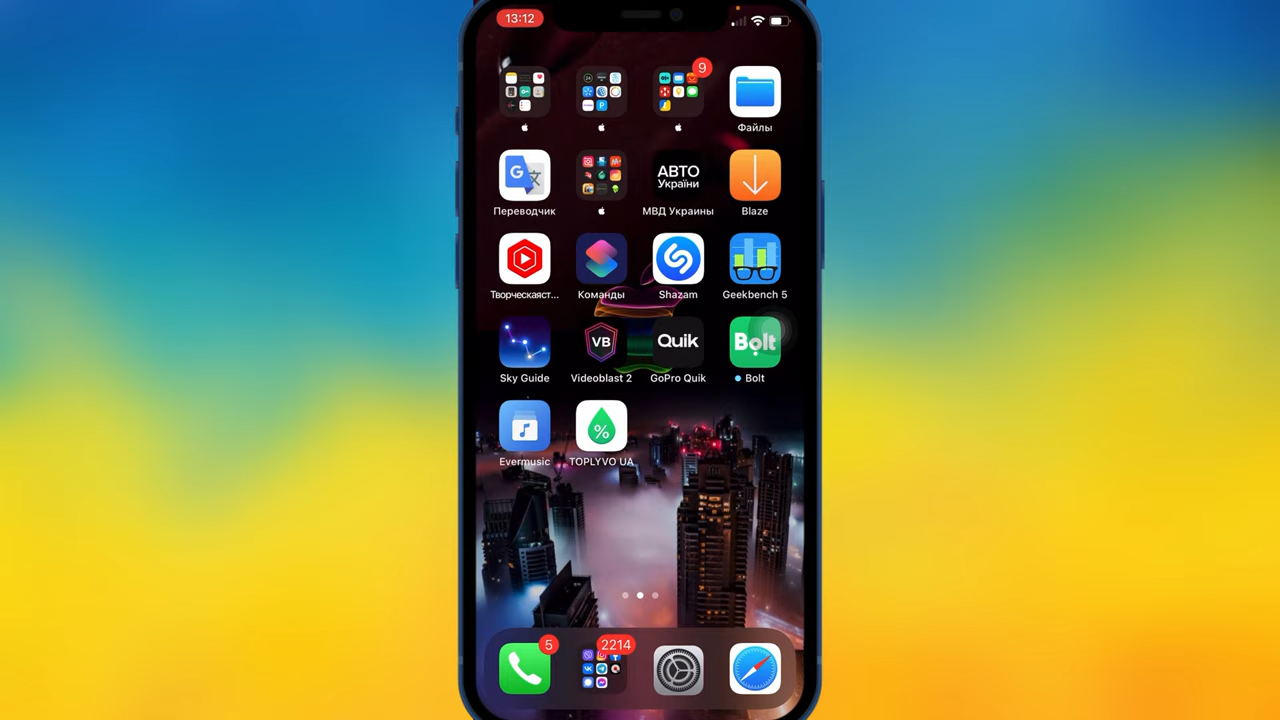 13:12
9
Файлы
G
文
АВТО
України
Переводчик
МВД Украины
Blaze
Творческаяст...
Команды
Shazam
Geekbench 5
VB
Quik
Bolt
Sky Guide
Videoblast 2
GoPro Quik
Bolt
%
Evermusic
TOPLYVO UA
5
2214